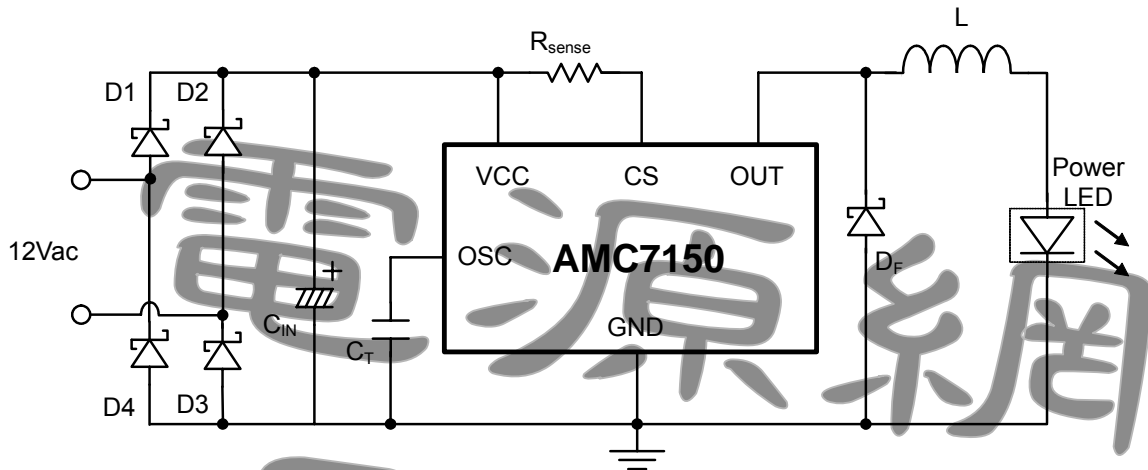 L
Rsense
D1 D2
VCC CS OUT
Power
LED
12Vac
OSC AMC7150
DF
+
CIN
GND
CT
D4 D3
電源網